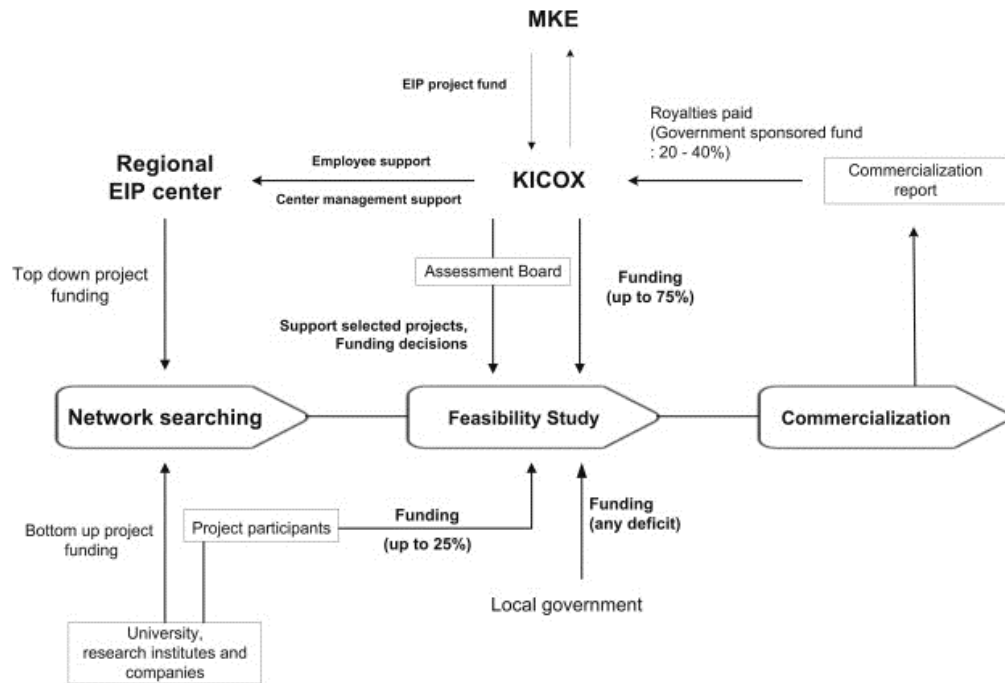 MKE
EIP project fund
Royalties paid
(Government sponsored fund
: 20 - 40%)
Regional
EIP center
Employee support
Center management support
KICOX
Commercialization
report
Top down project
funding
Assessment Board
Funding
(up to 75%)
Support selected projects,
Funding decisions
Network searching
Feasibility Study
Commercialization
Bottom up project
funding
Project participants
Funding
(up to 25%)
Funding
(any deficit)
Local government
University,
research institutes and
companies